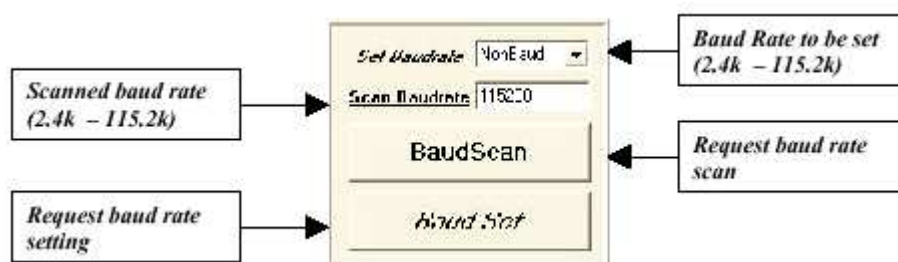 Set Baudrate NonBaud
Scan Baudrate 115200
BaudScan
Baud Set
Scanned baud rate
(2.4k – 115.2k)
Request baud rate
setting
Baud Rate to be set
(2.4k – 115.2k)
Request baud rate
scan